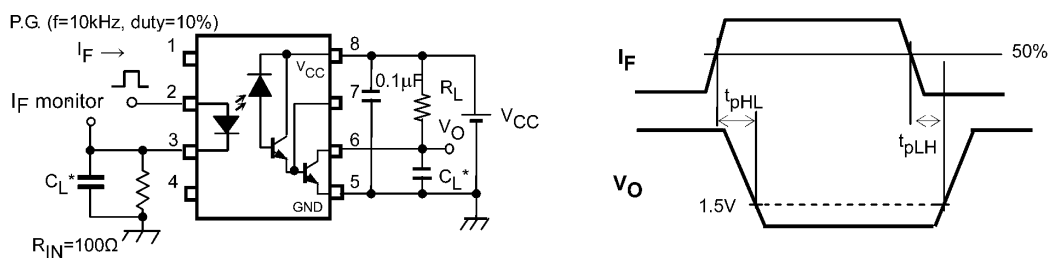 P.G. (f=10kHz, duty=10%)
IF →
IF monitor
1
2
3
4
8
7
6
5
VCC
GND
0.1μF
RL
VO
VCC
CL*
CL*
RIN=100Ω
IF
50%
tpHL
tpLH
VO
1.5V